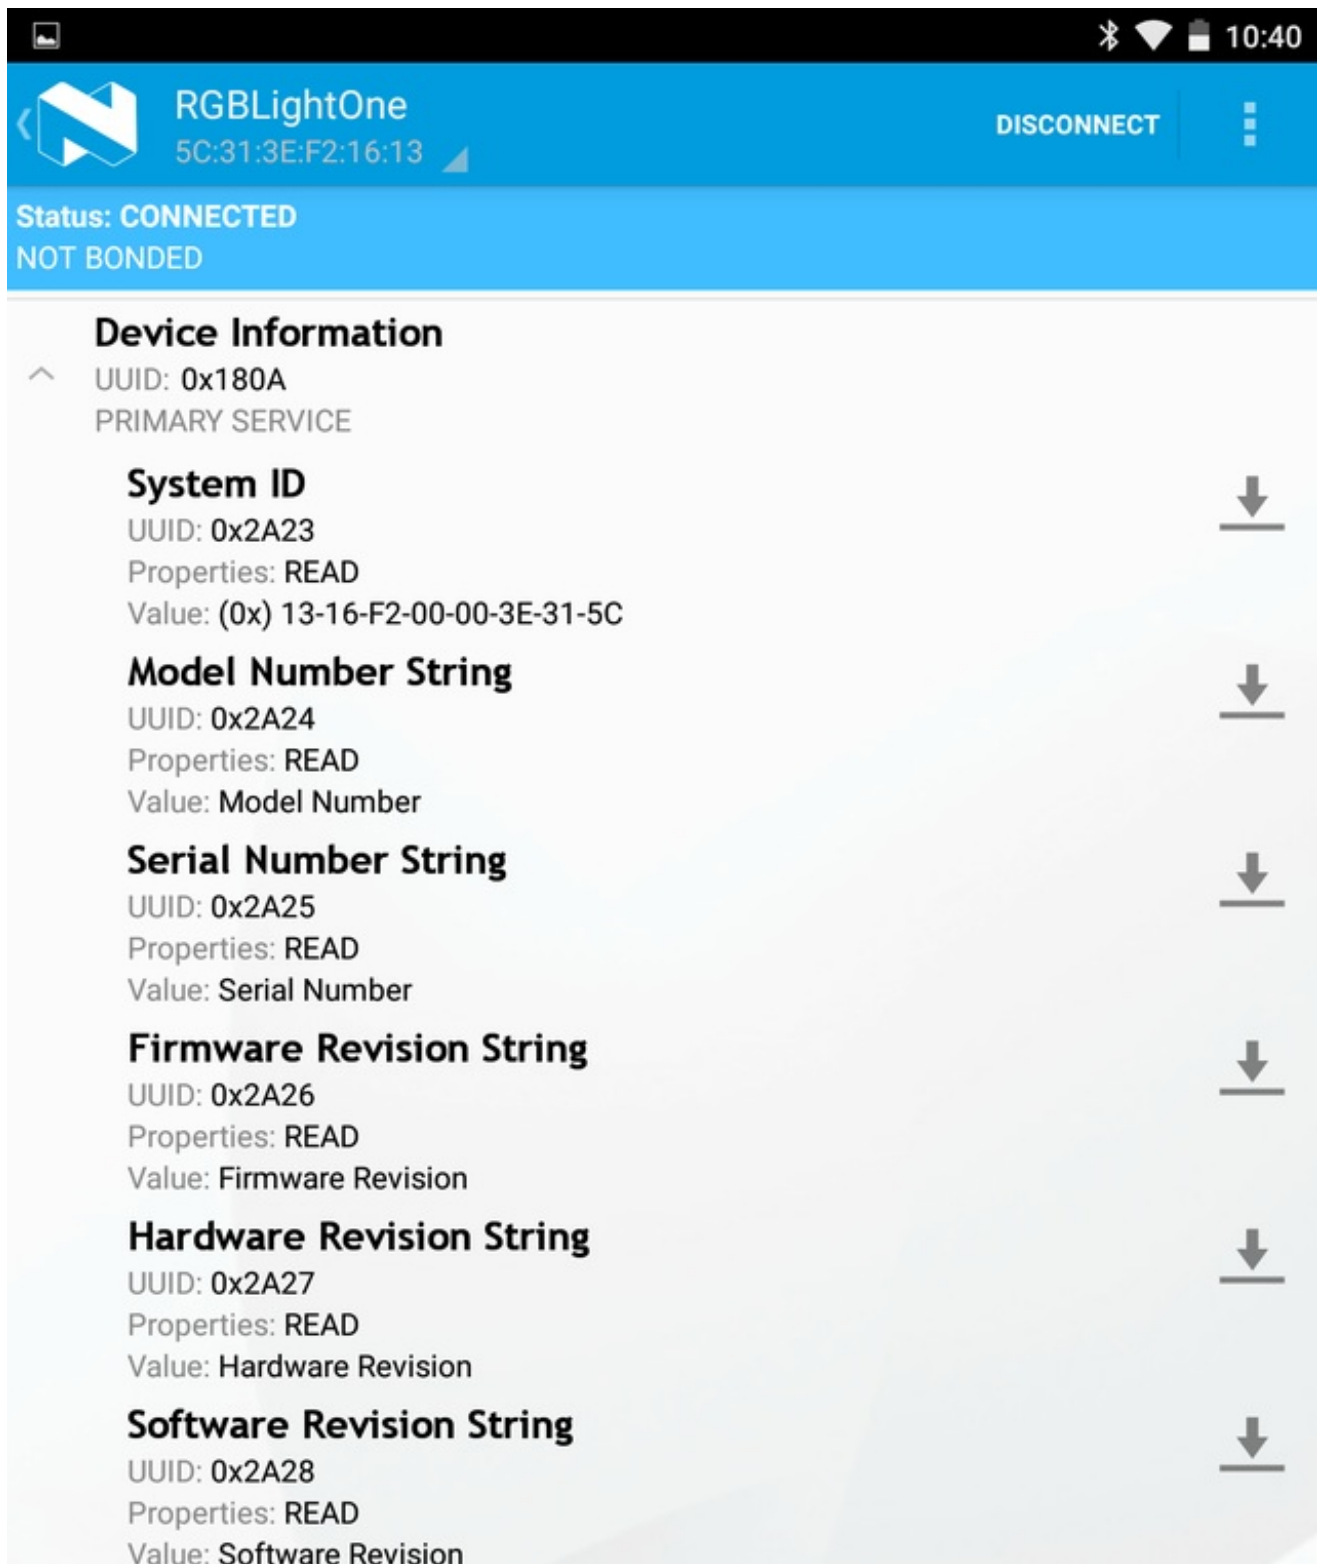 10:40
RGBLightOne
5C:31:3E:F2:16:13
DISCONNECT
Status: CONNECTED
NOT BONDED
Device Information
UUID: 0x180A
PRIMARY SERVICE
System ID
UUID: 0x2A23
Properties: READ
Value: (0x) 13-16-F2-00-00-3E-31-5C
Model Number String
UUID: 0x2A24
Properties: READ
Value: Model Number
Serial Number String
UUID: 0x2A25
Properties: READ
Value: Serial Number
Firmware Revision String
UUID: 0x2A26
Properties: READ
Value: Firmware Revision
Hardware Revision String
UUID: 0x2A27
Properties: READ
Value: Hardware Revision
Software Revision String
UUID: 0x2A28
Properties: READ
Value: Software Revision